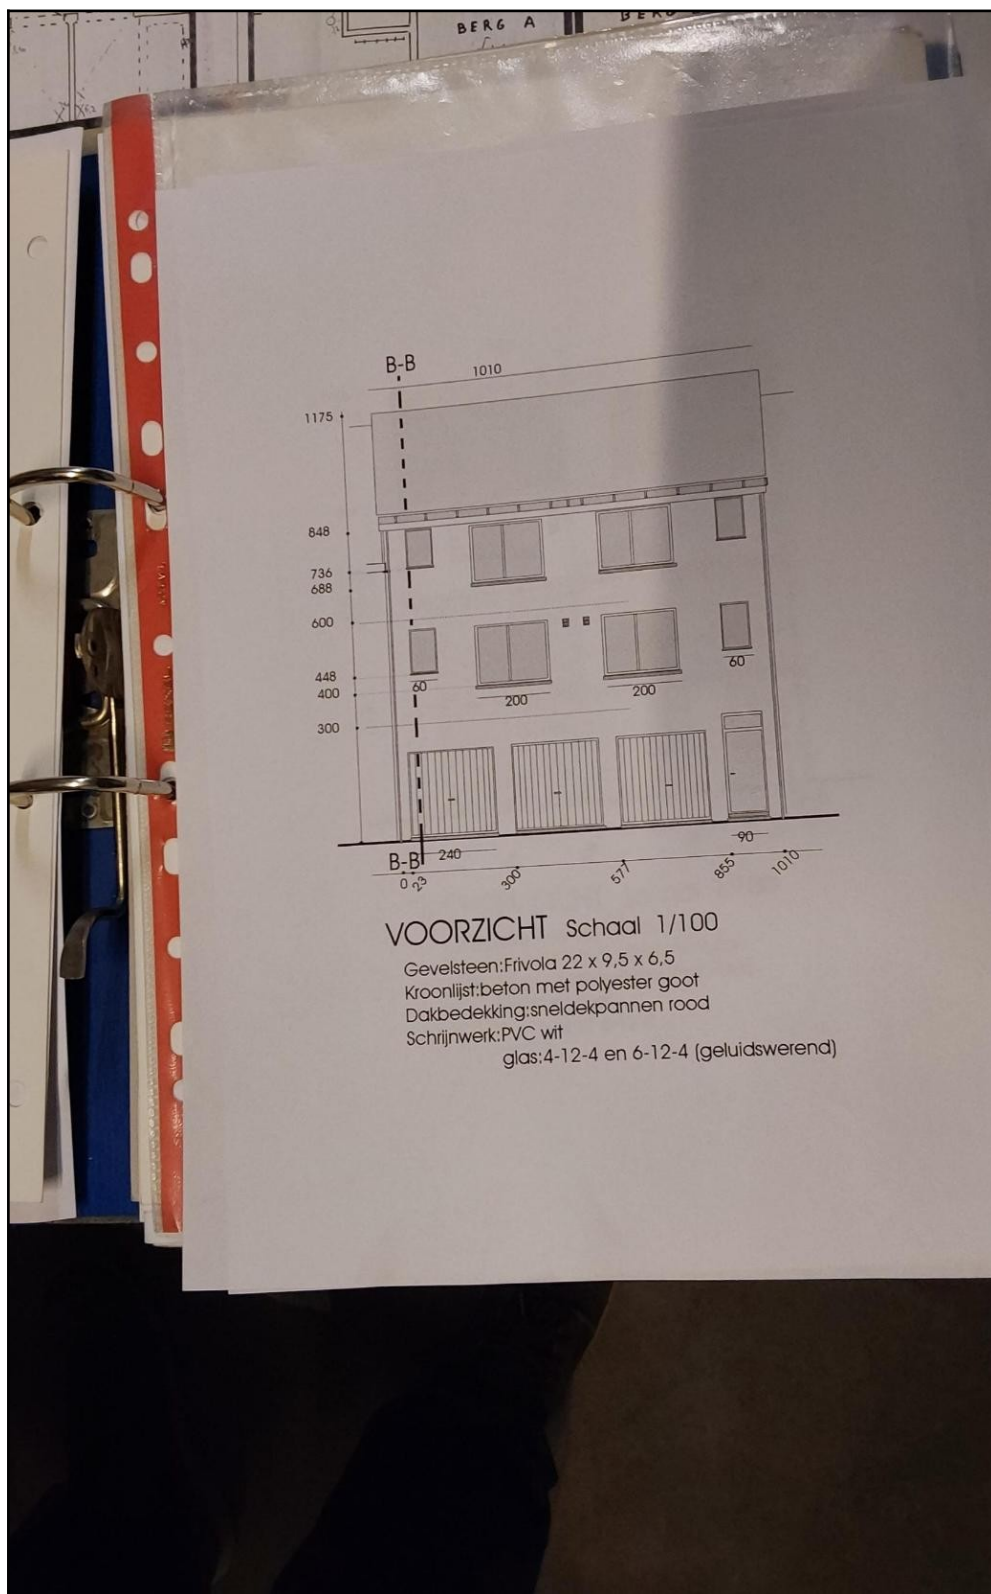 BERG A
B-B
1010
1175
848
736
688
600
448
400
300
60
200
200
60
240
90
B-B
0
23
300
577
855
1010
VOORZICHT Schaal 1/100
Gevelsteen:Frivola 22 x 9,5 x 6,5
Kroonlijst:beton met polyester goot
Dakbedekking:sneldekpannen rood
Schrijnwerk:PVC wit
glas:4-12-4 en 6-12-4 (geluidswerend)